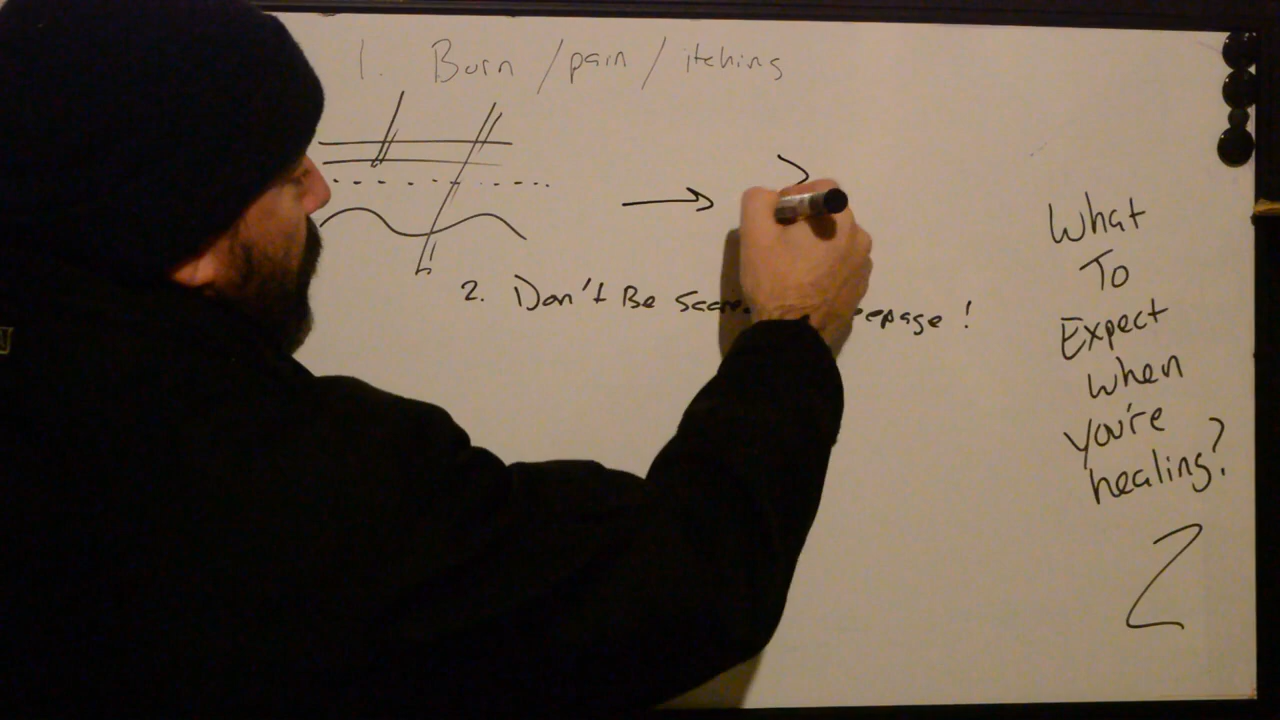 1. Burn / pain / itching
2. Don't Be !
What
To
Expect
when
you're
healing?
2